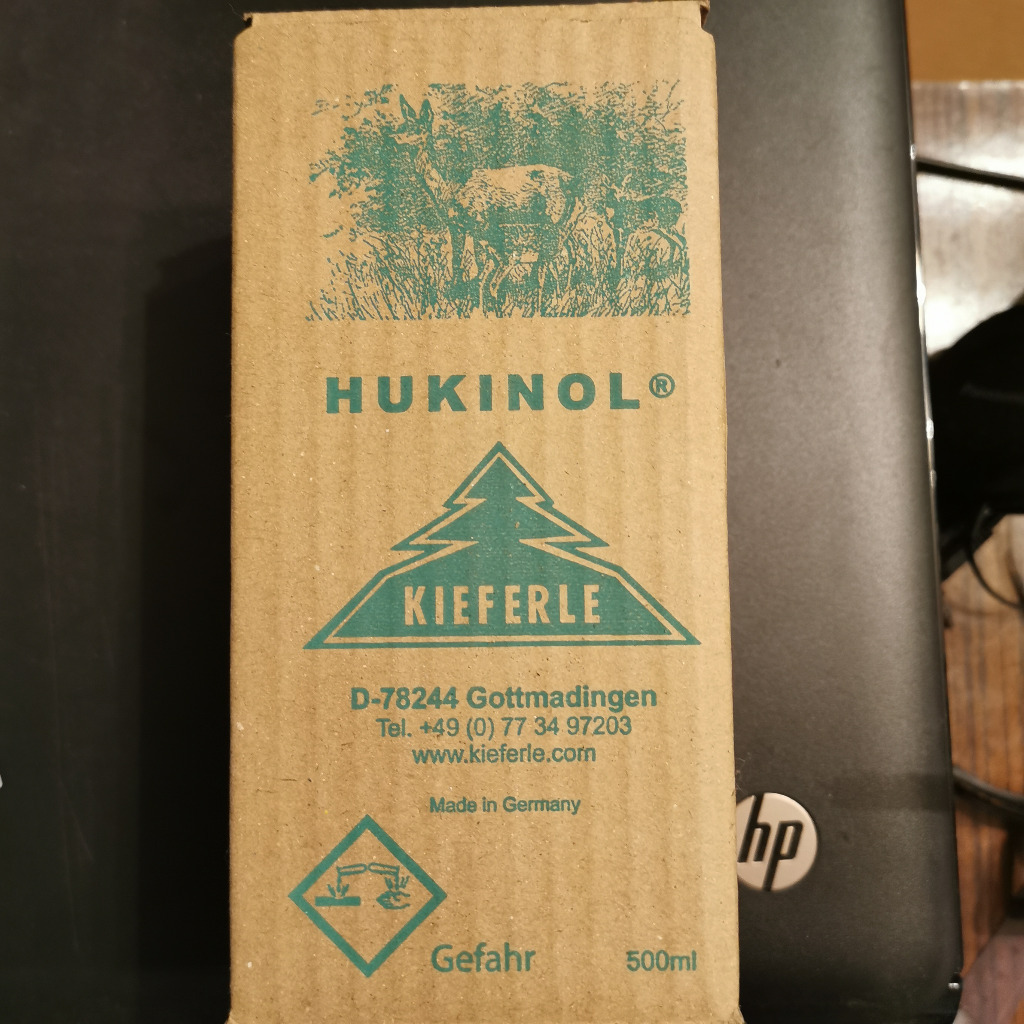 HUKINOL®
KIEFERLE
D-78244 Gottmadingen
Tel. +49 (0) 77 34 97203
www.kieferle.com
Made in Germany
hp
Gefahr 500ml